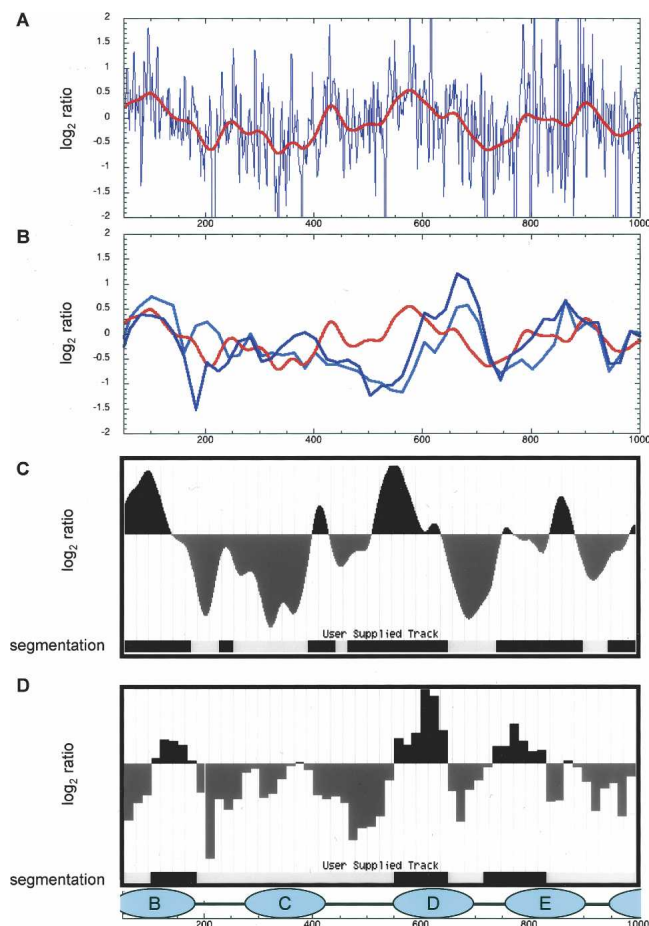 A
log2 ratio
2
1.5
1
0.5
0
-0.5
-1
-1.5
-2
200
400
600
800
1000
B
log2 ratio
2
1.5
1
0.5
0
-0.5
-1
-1.5
-2
200
400
600
800
1000
C
log2 ratio
User Supplied Track
segmentation
D
log2 ratio
User Supplied Track
segmentation
B
C
D
E
200
400
600
800
1000